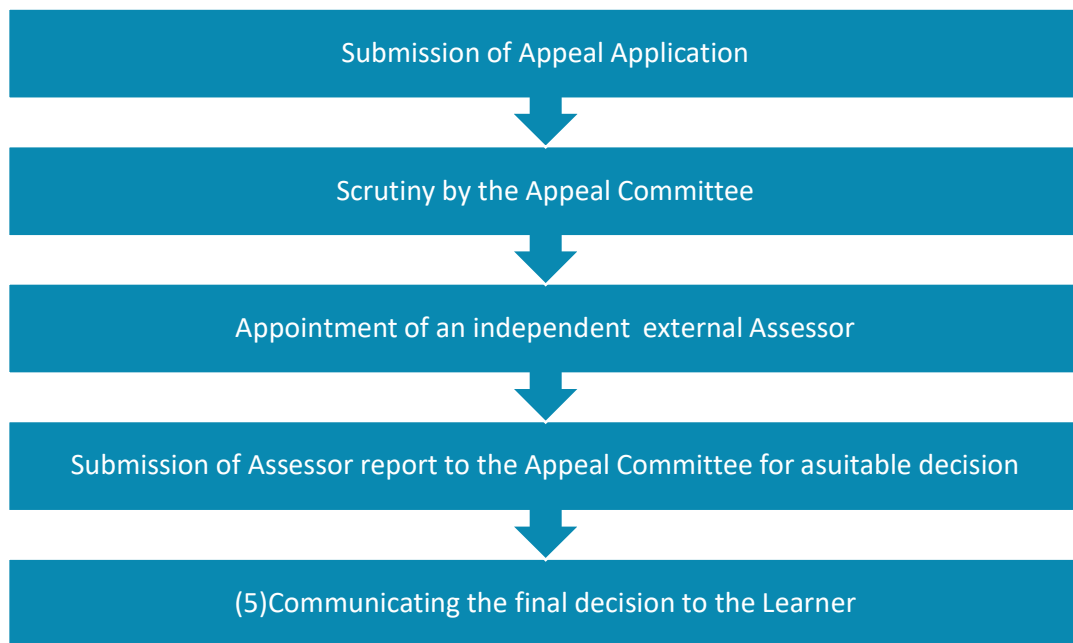 Submission of Appeal Application
Scrutiny by the Appeal Committee
Appointment of an independent  external Assessor
Submission of Assessor report to the Appeal Committee for asuitable decision
(5)Communicating the final decision to the Learner